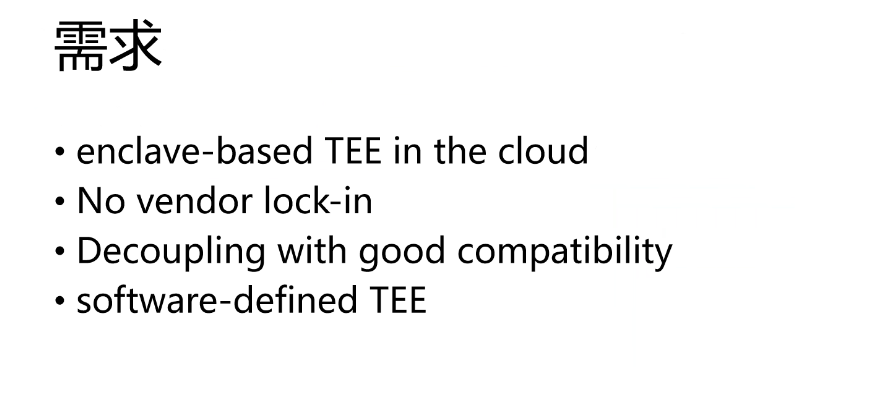 需求
• enclave-based TEE in the cloud
• No vendor lock-in
• Decoupling with good compatibility
• software-defined TEE